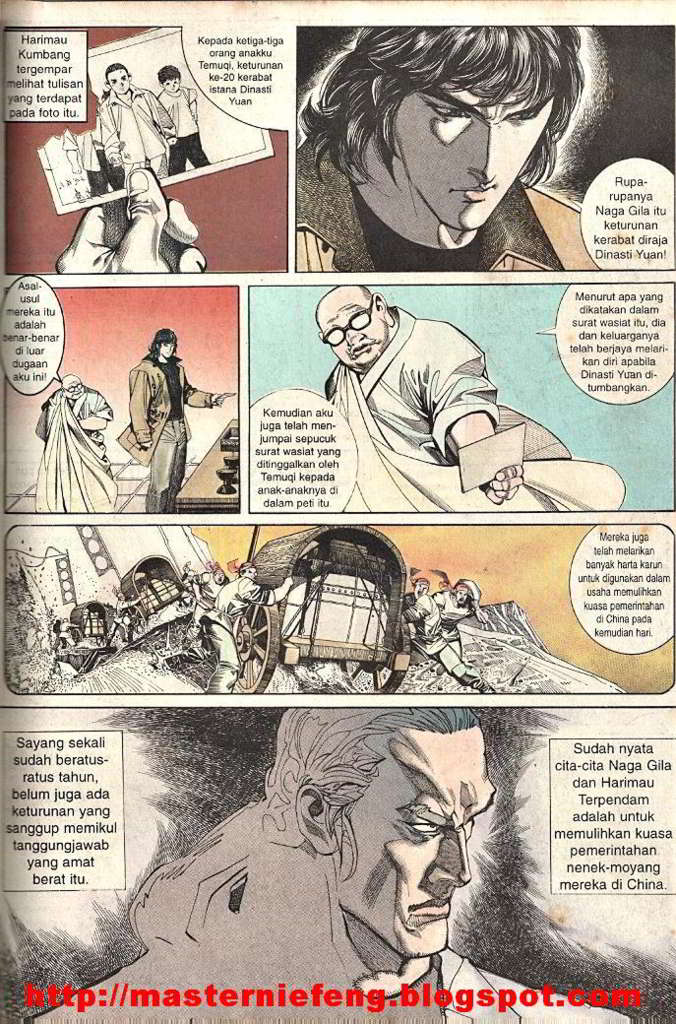 Harimau
Kumbang
tergempar
melihat tulisan
yang terdapat
pada foto itu.
Kepada ketiga-tiga
orang anakku
Temuqi, keturunan
ke-20 kerabat
istana Dinasti
Yuan
Rupa-
rupanya
Naga Gila itu
keturunan
kerabat diraja
Dinasti Yuan!
Asal-
usul
mereka itu
adalah
benar-benar
di luar
dugaan
aku ini!
Menurut apa yang
dikatakan dalam
surat wasiat itu, dia
dan keluarganya
telah berjaya melari-
kan diri apabila
Dinasti Yuan di-
tumbangkan.
Kemudian aku
juga telah men-
jumpai sepucuk
surat wasiat yang
ditinggalkan oleh
Temuqi kepada
anak-anaknya di
dalam peti itu.
Mereka juga
telah melarikan
banyak harta karun
untuk digunakan dalam
usaha memulihkan
kuasa pemerintahan
di China pada
kemudian hari.
Sayang sekali
sudah beratus-
ratus tahun,
belum juga ada
keturunan yang
sanggup memikul
tanggungjawab
yang amat
berat itu.
Sudah nyata
cita-cita Naga Gila
dan Harimau
Terpendam
adalah untuk
memulihkan kuasa
pemerintahan
nenek-moyang
mereka di China.
http://masterniefeng.blogspot.com